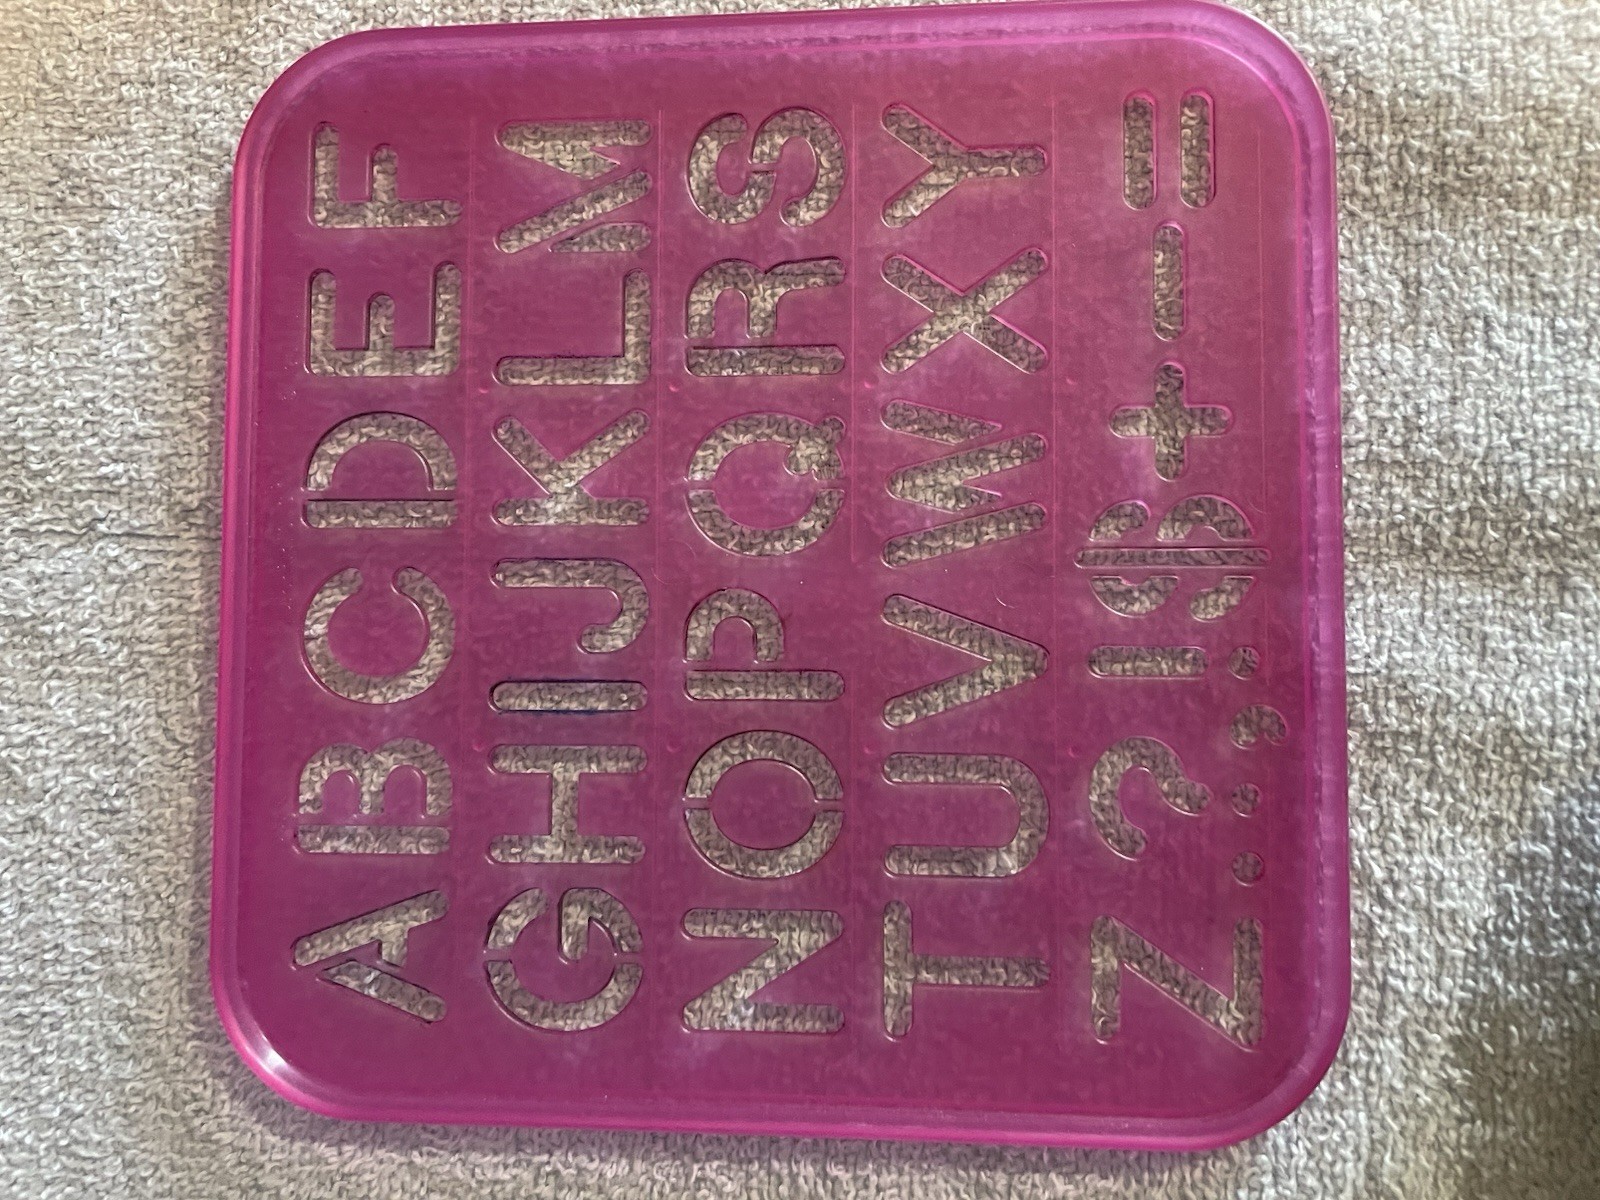 ABCDEF
GHIJKLM
NOPQRS
TUVWXY
Z.?,!$+-=